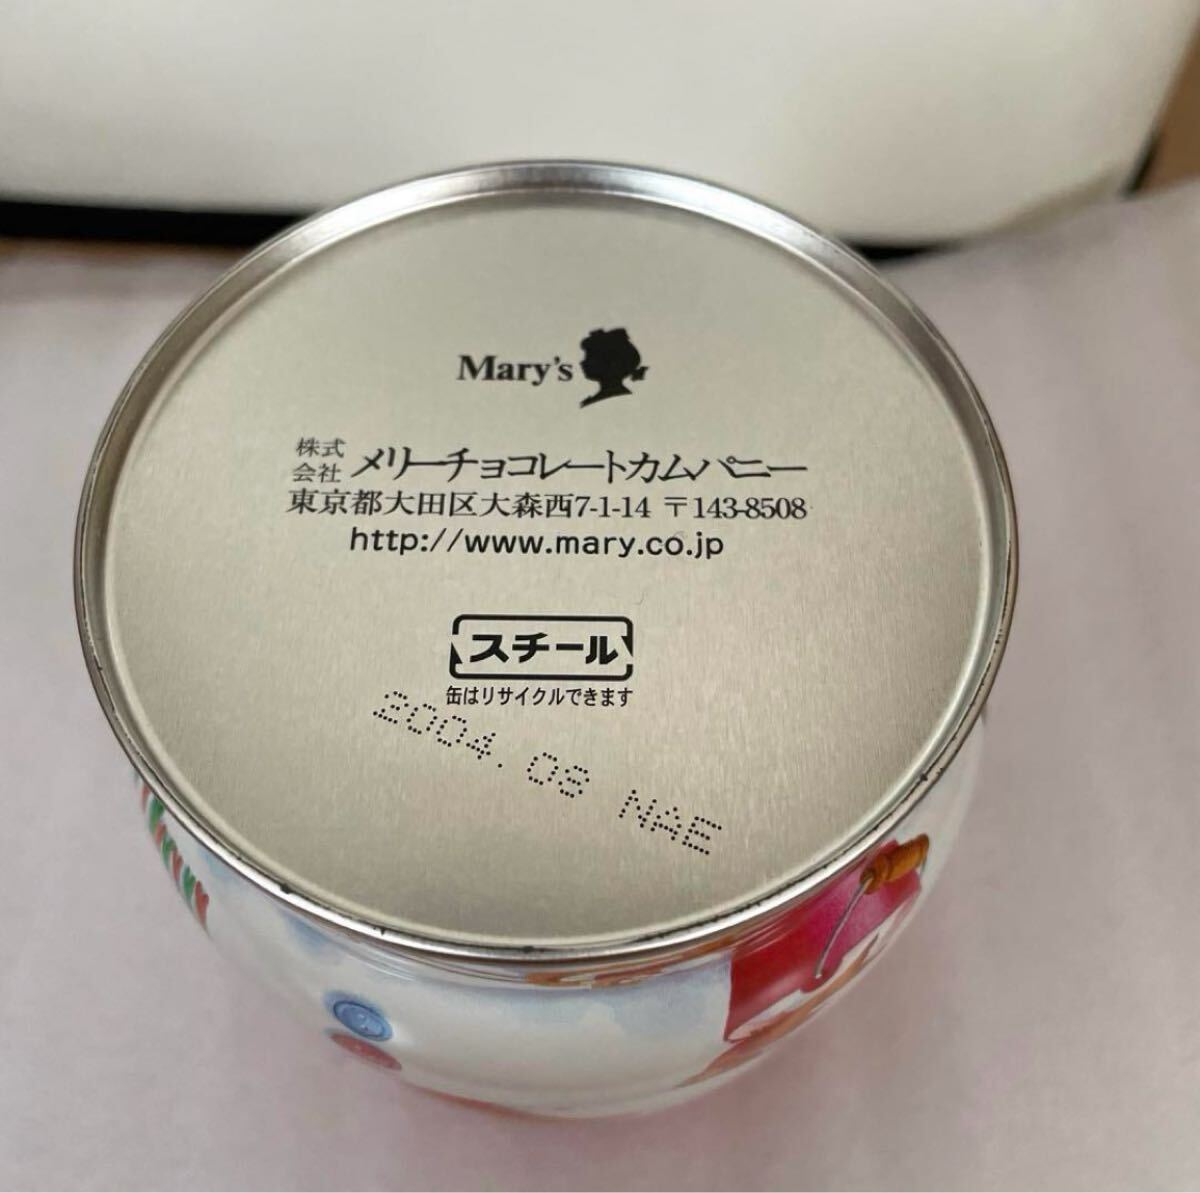 Mary's
株式会社 メリーチョコレートカムパニー
東京都大田区大森西7-1-14 〒143-8508
http://www.mary.co.jp
スチール
缶はリサイクルできます
2004.08 NAE